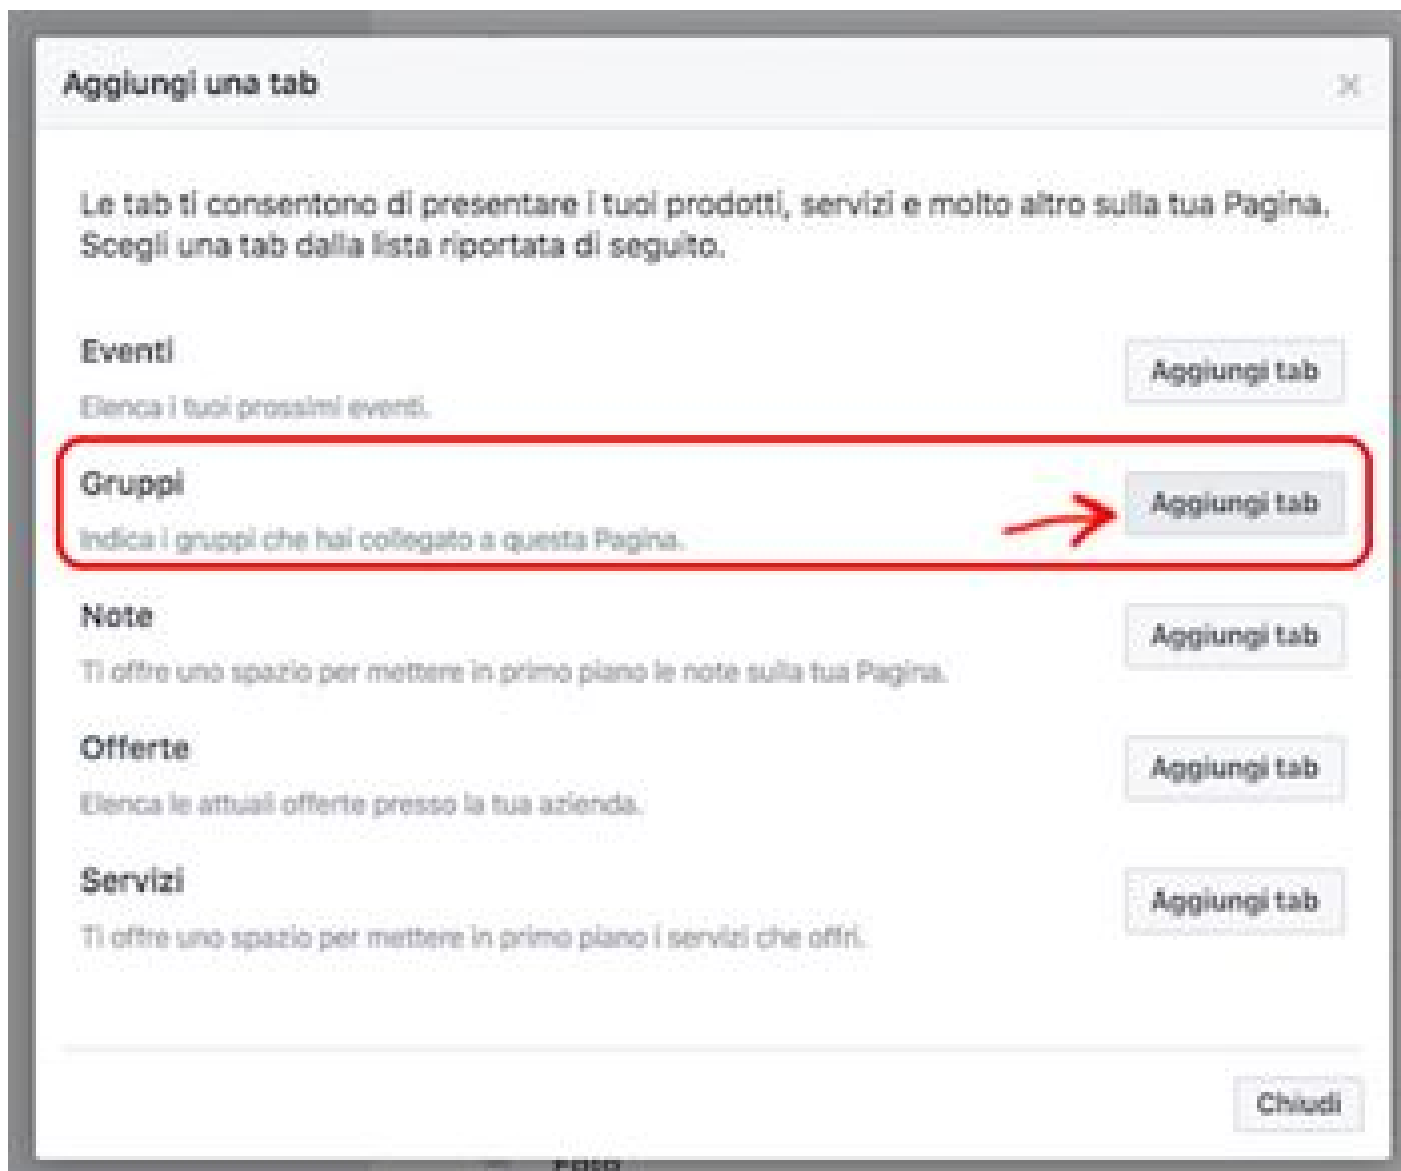 Aggiungi una tab
Le tab ti consentono di presentare i tuoi prodotti, servizi e molto altro sulla tua Pagina.
Scegli una tab dalla lista riportata di seguito.
Eventi
Aggiungi tab
Elenca i tuoi prossimi eventi.
Gruppi
Aggiungi tab
Indica i gruppi che hai collegato a questa Pagina.
Note
Aggiungi tab
Ti offre uno spazio per mettere in primo piano le note sulla tua Pagina.
Offerte
Aggiungi tab
Elenca le attuali offerte presso la tua azienda.
Servizi
Aggiungi tab
Ti offre uno spazio per mettere in primo piano i servizi che offri.
Chiudi